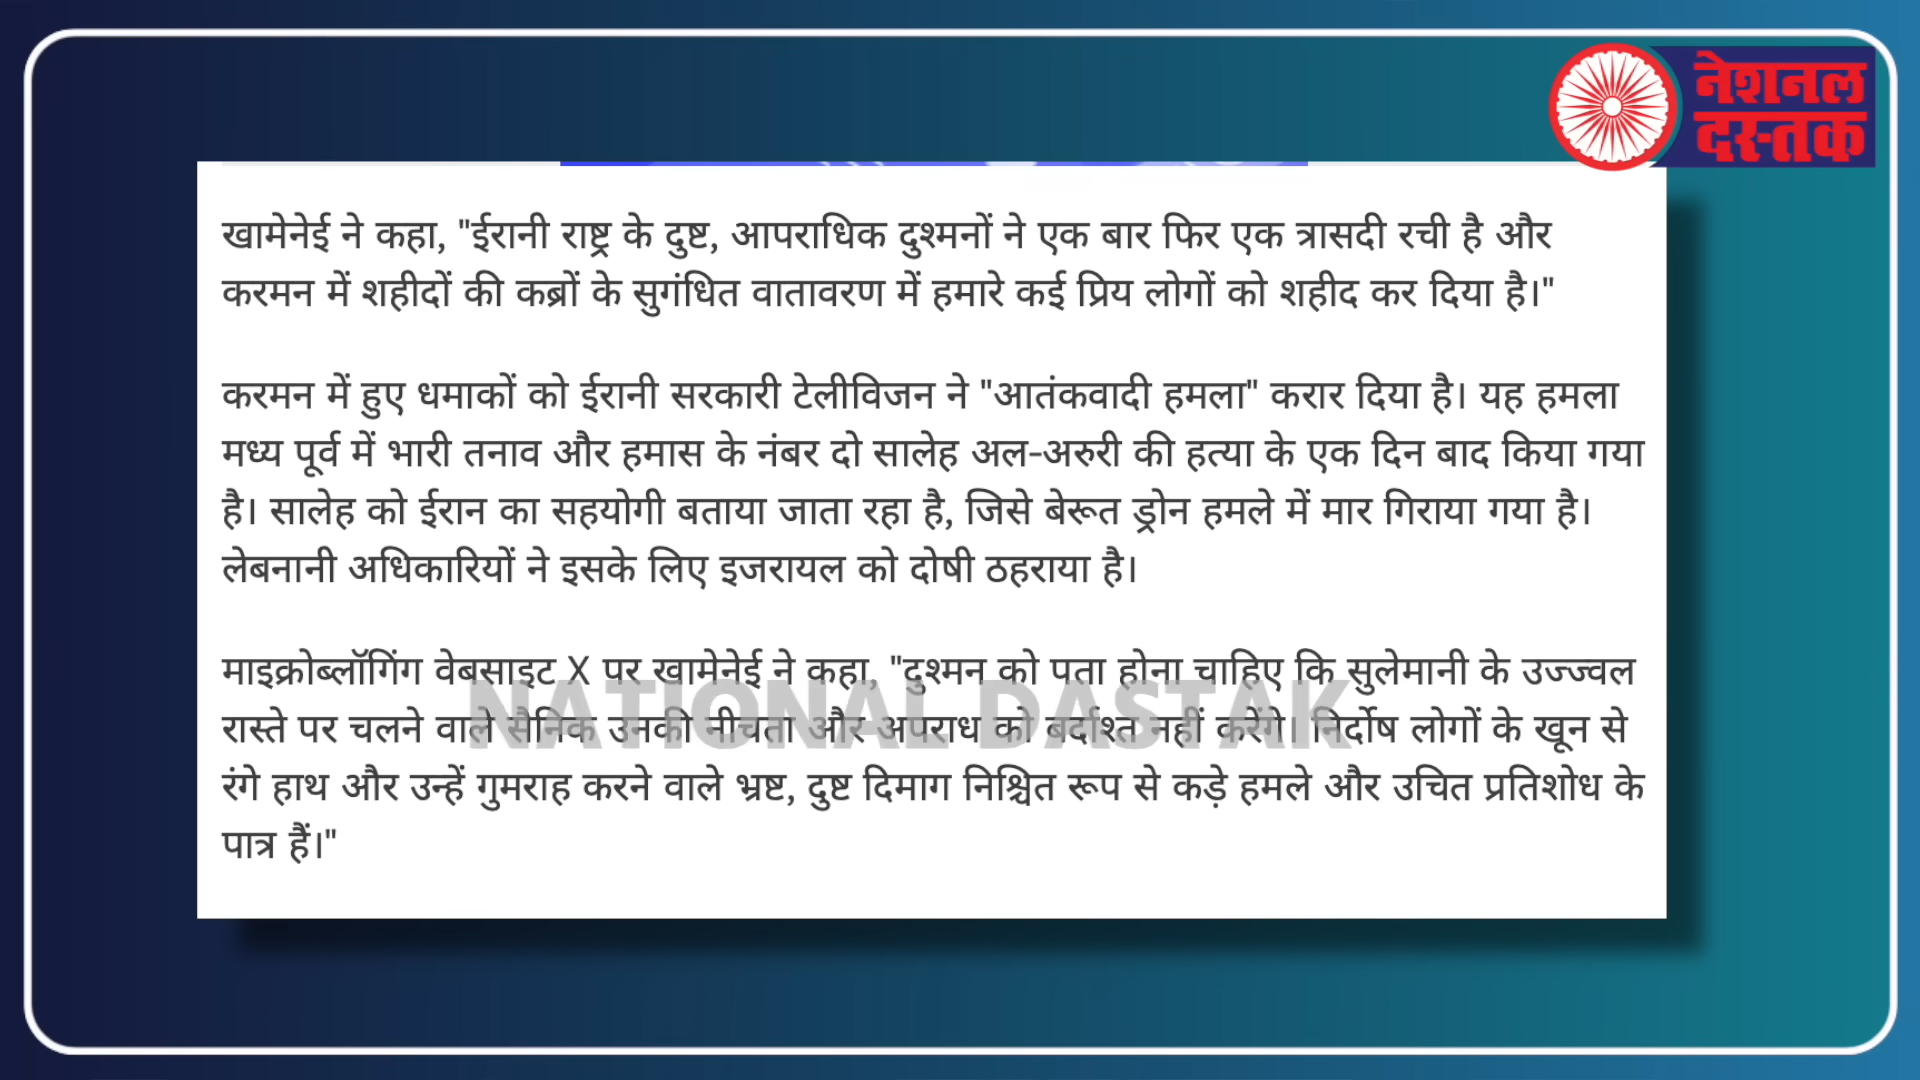 नेशनल
दस्तक
खामेनेई ने कहा, "ईरानी राष्ट्र के दुष्ट, आपराधिक दुश्मनों ने एक बार फिर एक त्रासदी रची है और
करमन में शहीदों की कब्रों के सुगंधित वातावरण में हमारे कई प्रिय लोगों को शहीद कर दिया है।"
करमन में हुए धमाकों को ईरानी सरकारी टेलीविजन ने "आतंकवादी हमला" करार दिया है। यह हमला
मध्य पूर्व में भारी तनाव और हमास के नंबर दो सालेह अल-अरुरी की हत्या के एक दिन बाद किया गया
है। सालेह को ईरान का सहयोगी बताया जाता रहा है, जिसे बेरूत ड्रोन हमले में मार गिराया गया है।
लेबनानी अधिकारियों ने इसके लिए इजरायल को दोषी ठहराया है।
माइक्रोब्लॉगिंग वेबसाइट X पर खामेनेई ने कहा, "दुश्मन को पता होना चाहिए कि सुलेमानी के उज्ज्वल
रास्ते पर चलने वाले सैनिक उनकी नीचता और अपराध को बर्दाश्त नहीं करेंगे। निर्दोष लोगों के खून से
रंगे हाथ और उन्हें गुमराह करने वाले भ्रष्ट, दुष्ट दिमाग निश्चित रूप से कड़े हमले और उचित प्रतिशोध के
पात्र हैं।"
NATIONAL DASTAK